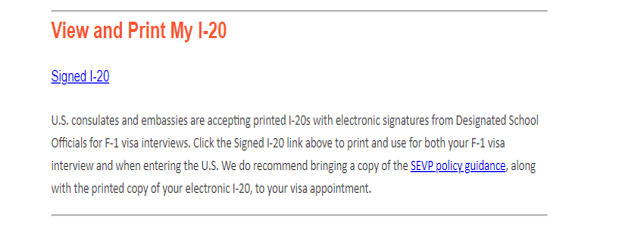 View and Print My I-20
Signed I-20
U.S. consulates and embassies are accepting printed I-20s with electronic signatures from Designated School
Officials for F-1 visa interviews. Click the Signed I-20 link above to print and use for both your F-1 visa
interview and when entering the U.S. We do recommend bringing a copy of the SEVP policy guidance, along
with the printed copy of your electronic I-20, to your visa appointment.